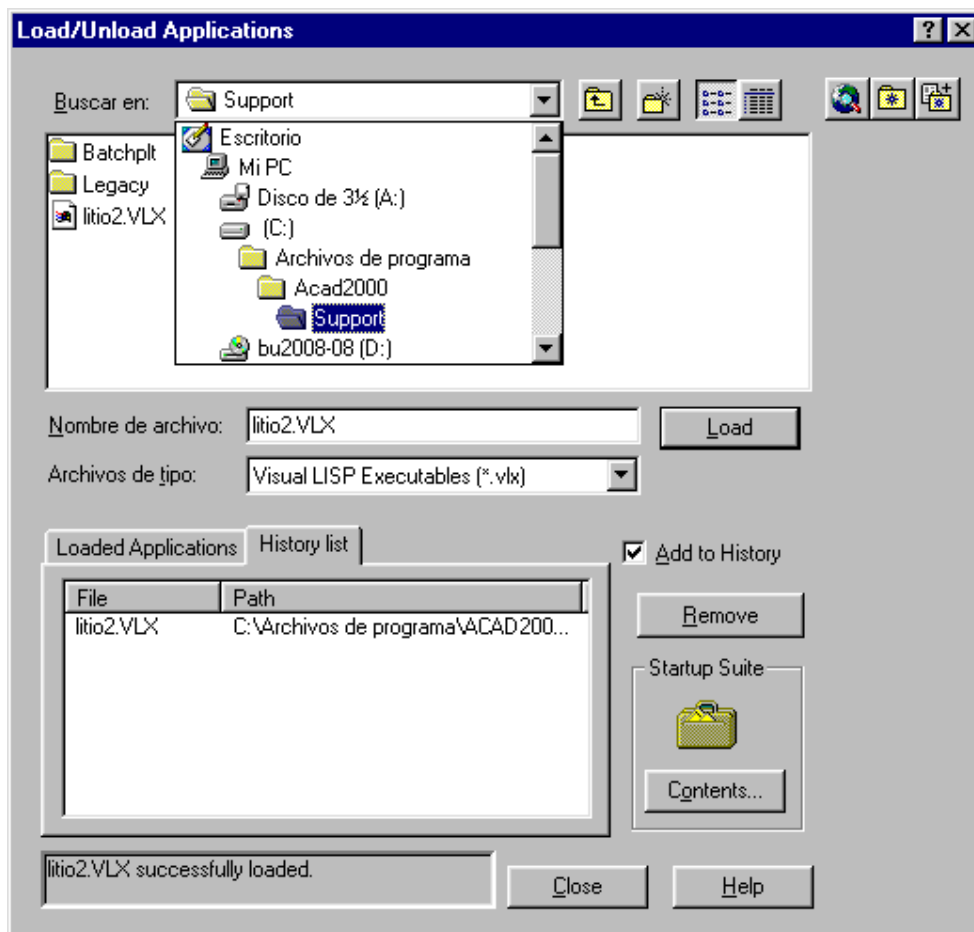 Load/Unload Applications
Buscar en:
Support
Batchplt
Legacy
litio2.VLX
Escritorio
Mi PC
Disco de 3½ (A:)
(C:)
Archivos de programa
Acad2000
Support
bu2008-08 (D:)
Nombre de archivo:
litio2.VLX
Load
Archivos de tipo:
Visual LISP Executables (*.vlx)
Loaded Applications
History list
Add to History
File
Path
litio2.VLX
C:\Archivos de programa\ACAD200...
Remove
Startup Suite
Contents...
litio2.VLX successfully loaded.
Close
Help